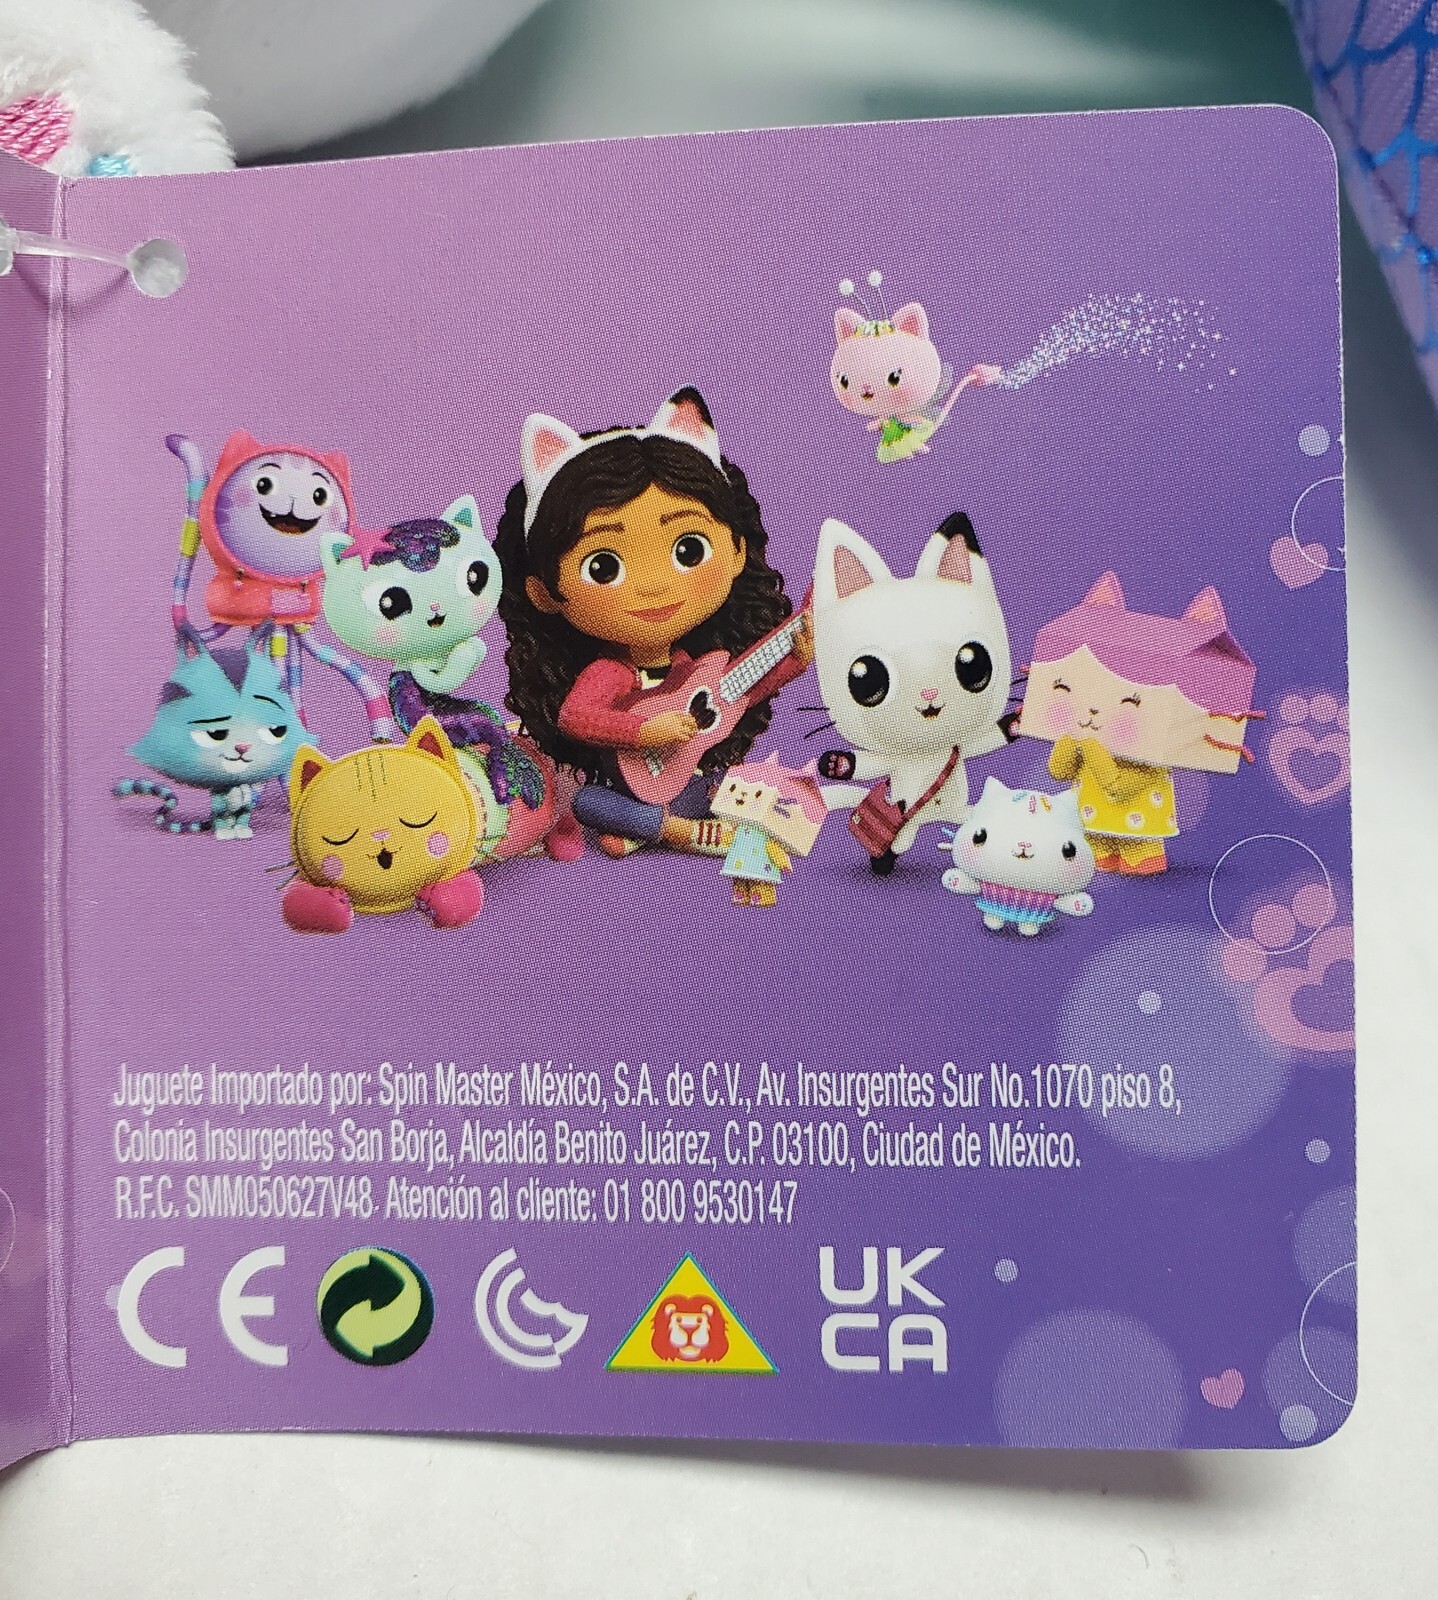 Juguete Importado por: Spin Master México, S.A. de C.V., Av. Insurgentes Sur No.1070 piso 8,
Colonia Insurgentes San Borja, Alcaldía Benito Juárez, C.P. 03100, Ciudad de México.
R.F.C. SMM050627V48. Atención al cliente: 01 800 9530147
CE
UK
CA